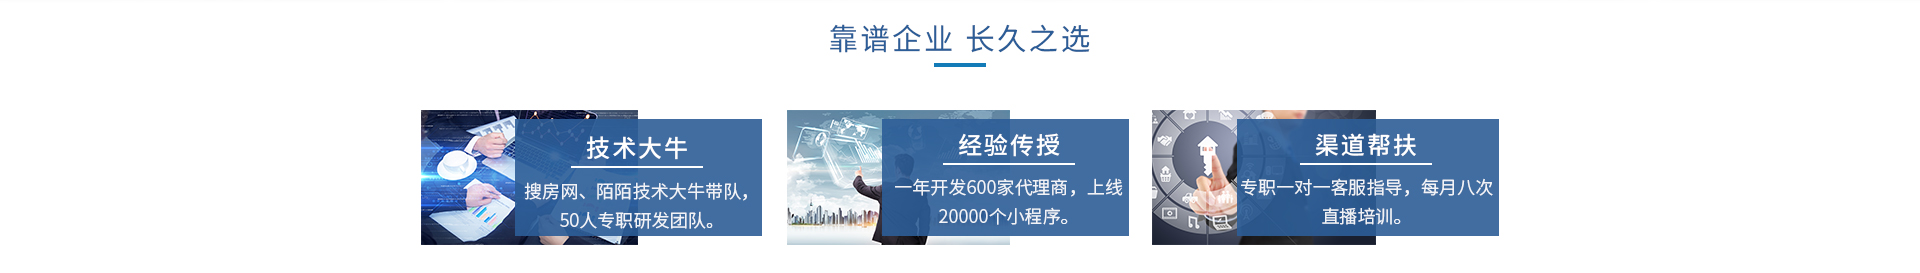 靠谱企业 长久之选
技术大牛
搜房网、陌陌技术大牛带队，
50人专职研发团队。
经验传授
一年开发600家代理商，上线
20000个小程序。
渠道帮扶
专职一对一客服指导，每月八次
直播培训。